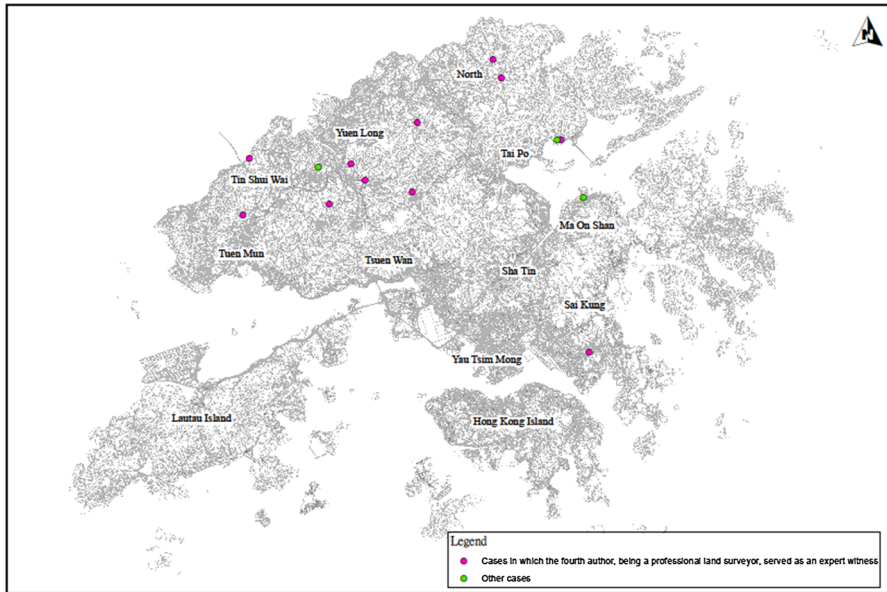 N
North
Yuen Long
Tai Po
Tin Shui Wai
Ma On Shan
Tuen Mun
Tsuen Wan
Sha Tin
Sai Kung
Yau Tsim Mong
Lautau Island
Hong Kong Island
Legend
Cases in which the fourth author, being a professional land surveyor, served as an expert witness
Other cases